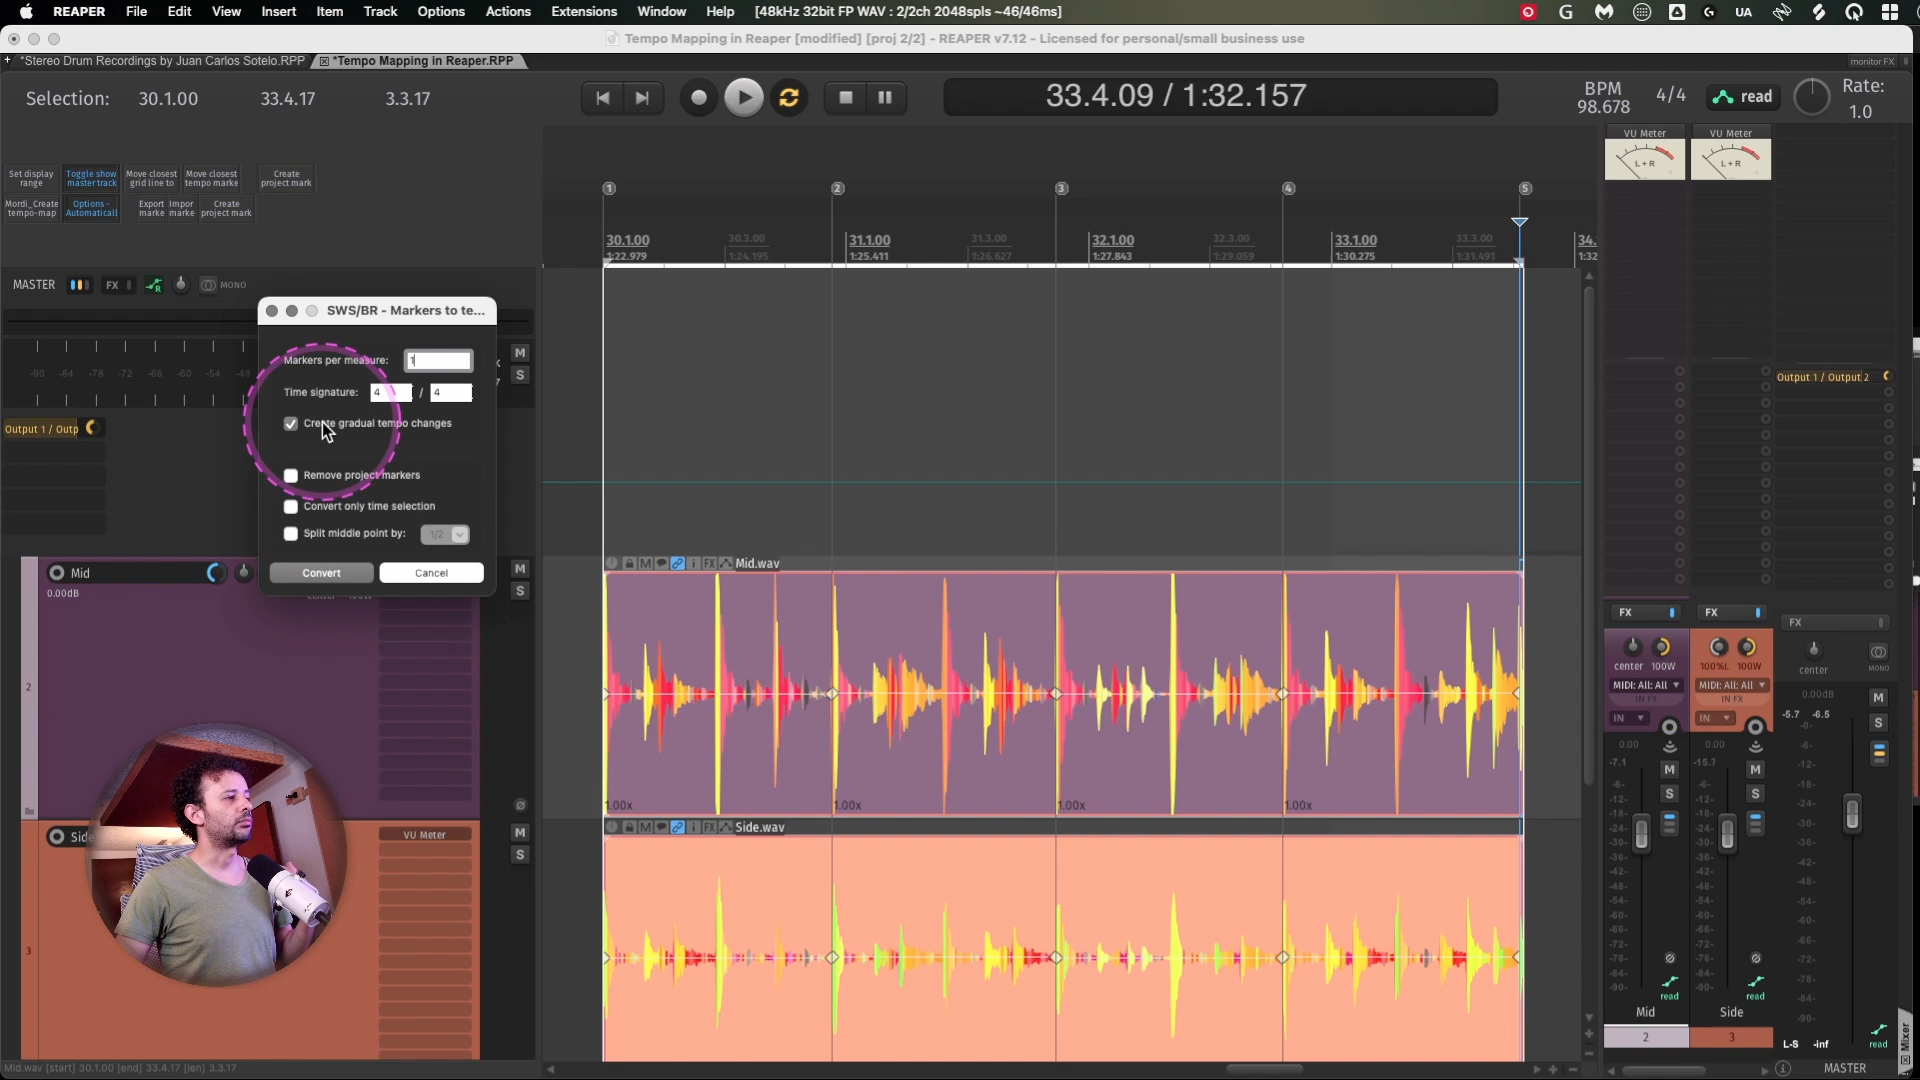 REAPER File Edit View Insert Item Track Options Actions Extensions Window Help [48kHz 32bit FP WAV : 2/2ch 2048spls ~46/46ms]
UA
Tempo Mapping in Reaper [modified] [proj 2/2] - REAPER v7.12 - Licensed for personal/small business use
+ *Stereo Drum Recordings by Juan Carlos Sotelo.RPP *Tempo Mapping in Reaper.RPP
monitor FX
Selection: 30.1.00 33.4.17 3.3.17
33.4.09 / 1:32.157
BPM
98.678
4/4
read
Rate:
1.0
VU Meter VU Meter
L+R L+R
Set display range
Toggle show master track
Move closest grid line to
Move closest tempo marke
Create project mark
Mordi_Create tempo-map
Options - Automaticall
Export marke
Impor marke
Create project mark
1 2 3 4 5
30.1.00 30.3.00 31.1.00 31.3.00 32.1.00 32.3.00 33.1.00 33.3.00 34.
1:22.979 1:24.195 1:25.411 1:26.627 1:27.843 1:29.059 1:30.275 1:31.491 1:32
MASTER FX MONO
SWS/BR - Markers to te...
Markers per measure: 1
Time signature: 4 / 4
Create gradual tempo changes
Remove project markers
Convert only time selection
Split middle point by: 1/2
Convert Cancel
-90 -84 -78 -72 -66 -60 -54 -48
M
S
Output 1 / Outp
Output 1 / Output 2
Mid
0.00dB
M
S
2
Mid.wav
1.00x 1.00x 1.00x 1.00x
Side
VU Meter
M
S
3
Side.wav
FX FX FX
center 100W 100%L 100W center MONO
MIDI: All: All MIDI: All: All
IN FX IN FX
IN IN
0.00dB
-5.7 -6.5
0.00 0.00
-7.1 -15.7
M M M
S S S
-6-
-12-
-18-
-24-
-30-
-36-
-42-
-48-
-54-
-60-
-66-
-72-
-78-
-84-
-90-
read read read
Mid Side
2 3
L-S -inf
MASTER
Mixer
Mid.wav [start] 30.1.00 [end] 33.4.17 [len] 3.3.17